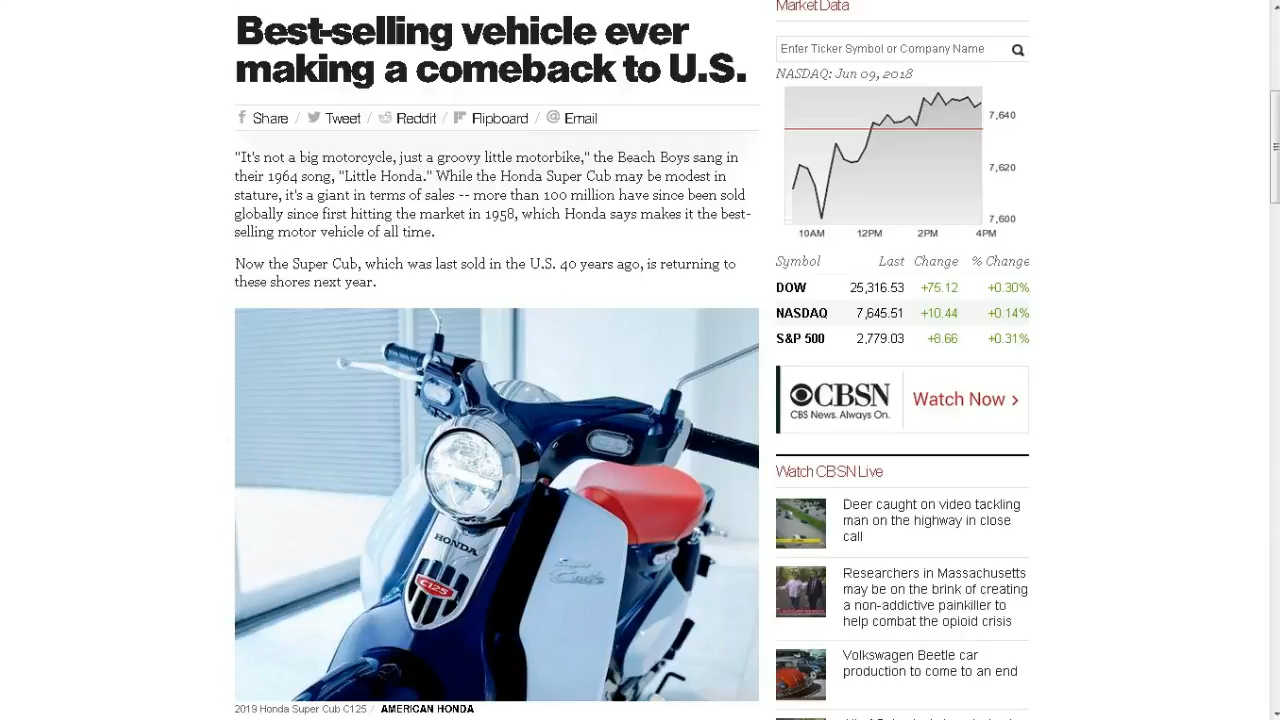 Best-selling vehicle ever
making a comeback to U.S.
Share / Tweet / Reddit / Flipboard / Email
"It's not a big motorcycle, just a groovy little motorbike," the Beach Boys sang in
their 1964 song, "Little Honda." While the Honda Super Cub may be modest in
stature, it's a giant in terms of sales -- more than 100 million have since been sold
globally since first hitting the market in 1958, which Honda says makes it the best-
selling motor vehicle of all time.
Now the Super Cub, which was last sold in the U.S. 40 years ago, is returning to
these shores next year.
HONDA
C125
Super
Cub
2019 Honda Super Cub C125 / AMERICAN HONDA
Market Data
Enter Ticker Symbol or Company Name
NASDAQ: Jun 09, 2018
7,640
7,620
7,600
10AM 12PM 2PM 4PM
Symbol Last Change % Change
DOW 25,316.53 +75.12 +0.30%
NASDAQ 7,645.51 +10.44 +0.14%
S&P 500 2,779.03 +8.66 +0.31%
CBSN
CBS News. Always On.
Watch Now >
Watch CBSN Live
Deer caught on video tackling
man on the highway in close
call
Researchers in Massachusetts
may be on the brink of creating
a non-addictive painkiller to
help combat the opioid crisis
Volkswagen Beetle car
production to come to an end